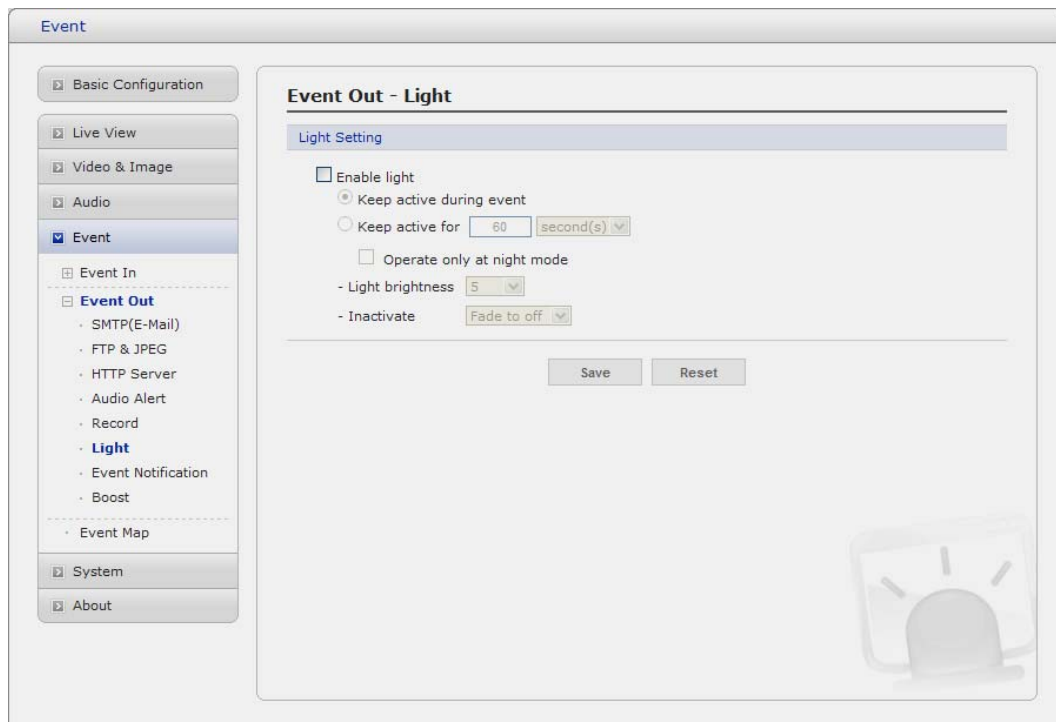 Event
Basic Configuration
Live View
Video & Image
Audio
Event
Event In
Event Out
SMTP(E-Mail)
FTP & JPEG
HTTP Server
Audio Alert
Record
Light
Event Notification
Boost
Event Map
System
About
Event Out - Light
Light Setting
Enable light
Keep active during event
Keep active for 60 second(s)
Operate only at night mode
- Light brightness 5
- Inactivate Fade to off
Save Reset